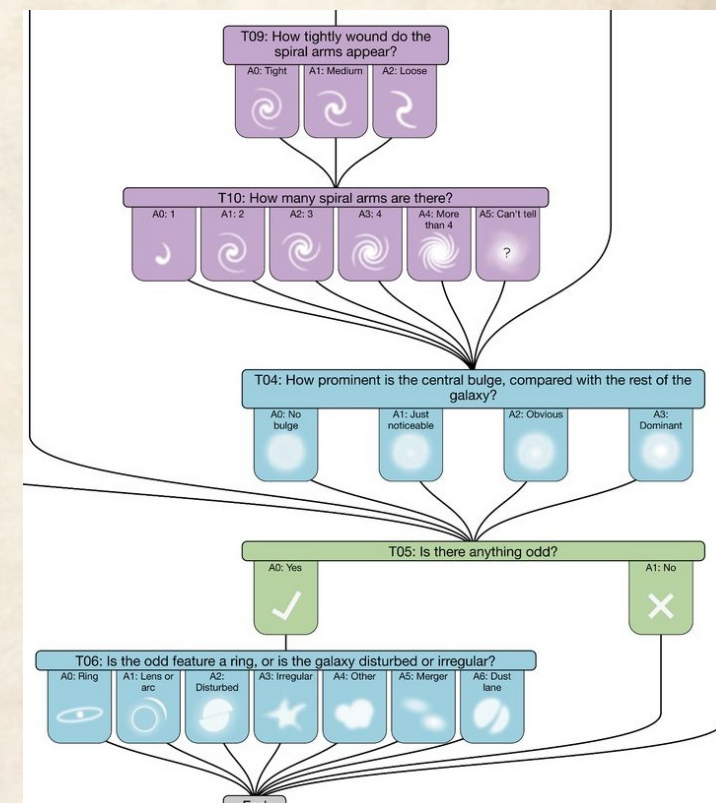 T09: How tightly wound do the
spiral arms appear?
A0: Tight
A1: Medium
A2: Loose
T10: How many spiral arms are there?
A0: 1
A1: 2
A2: 3
A3: 4
A4: More
than 4
A5: Can't tell
?
T04: How prominent is the central bulge, compared with the rest of the
galaxy?
A0: No
bulge
A1: Just
noticeable
A2: Obvious
A3:
Dominant
T05: Is there anything odd?
A0: Yes
A1: No
T06: Is the odd feature a ring, or is the galaxy disturbed or irregular?
A0: Ring
A1: Lens or
arc
A2:
Disturbed
A3: Irregular
A4: Other
A5: Merger
A6: Dust
lane